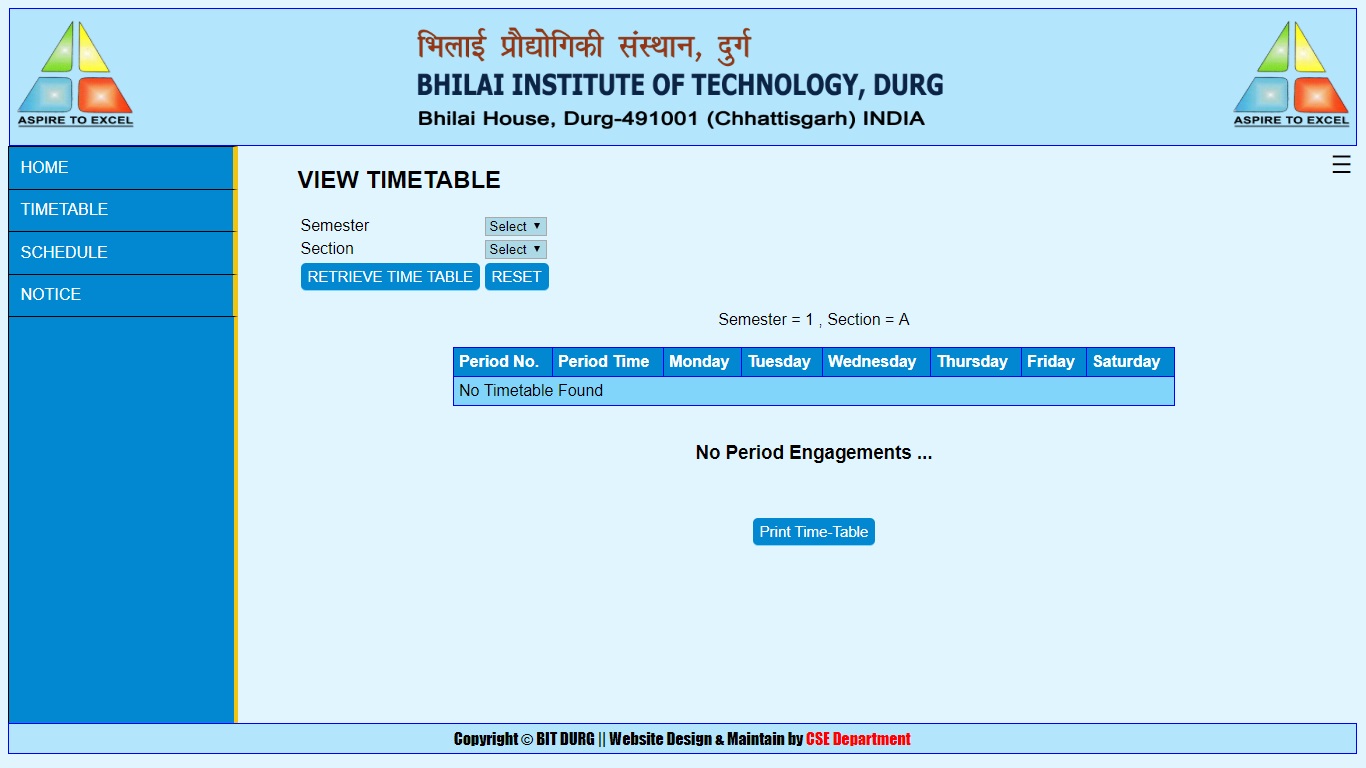 भिलाई प्रौद्योगिकी संस्थान, दुर्ग
BHILAI INSTITUTE OF TECHNOLOGY, DURG
Bhilai House, Durg-491001 (Chhattisgarh) INDIA
ASPIRE TO EXCEL
ASPIRE TO EXCEL
HOME
TIMETABLE
SCHEDULE
NOTICE
VIEW TIMETABLE
Semester Select
Section Select
RETRIEVE TIME TABLE RESET
Semester = 1 , Section = A
Period No. Period Time Monday Tuesday Wednesday Thursday Friday Saturday
No Timetable Found
No Period Engagements ...
Print Time-Table
Copyright © BIT DURG || Website Design & Maintain by CSE Department